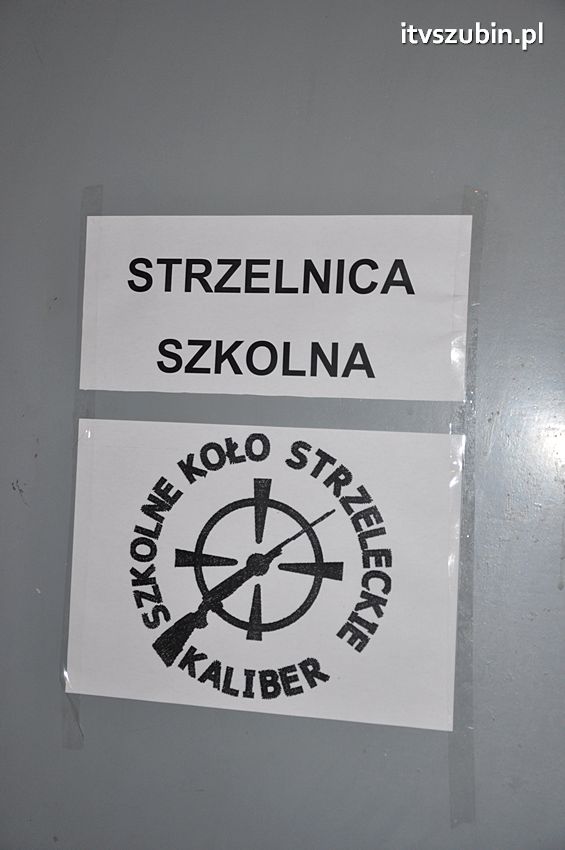 itvszubin.pl
STRZELNICA
SZKOLNA
SZKOLNE KOŁO STRZELECKIE
KALIBER